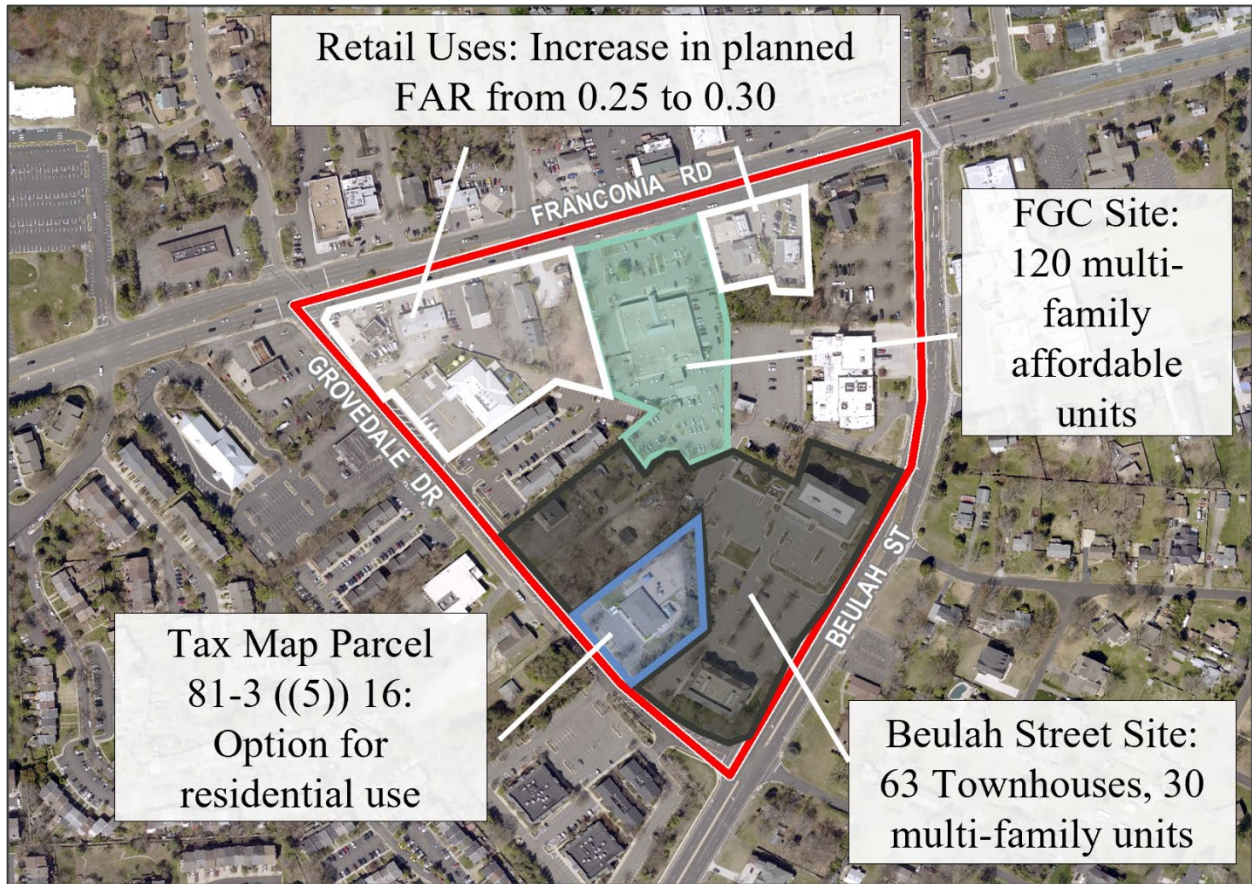 Retail Uses: Increase in planned
FAR from 0.25 to 0.30
FRANCONIA RD
FGC Site:
120 multi-
family
affordable
units
GROVEDALE DR
BEULAH ST
Tax Map Parcel
81-3 ((5)) 16:
Option for
residential use
Beulah Street Site:
63 Townhouses, 30
multi-family units